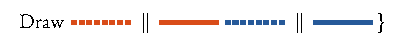 Draw ‖ ‖ }